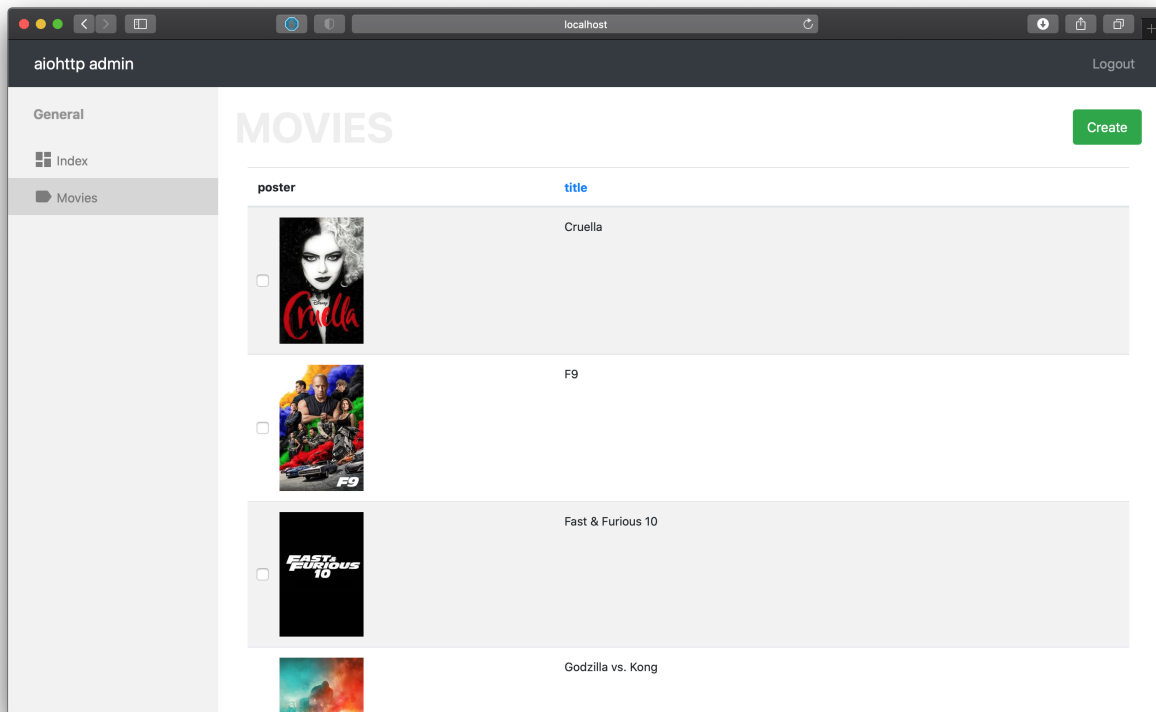 localhost
aiohttp admin
Logout
General
MOVIES
Create
Index
Movies
poster
title
Cruella
Disney
Cruella
F9
F9
Fast & Furious 10
FAST&
FURIOUS
10
Godzilla vs. Kong